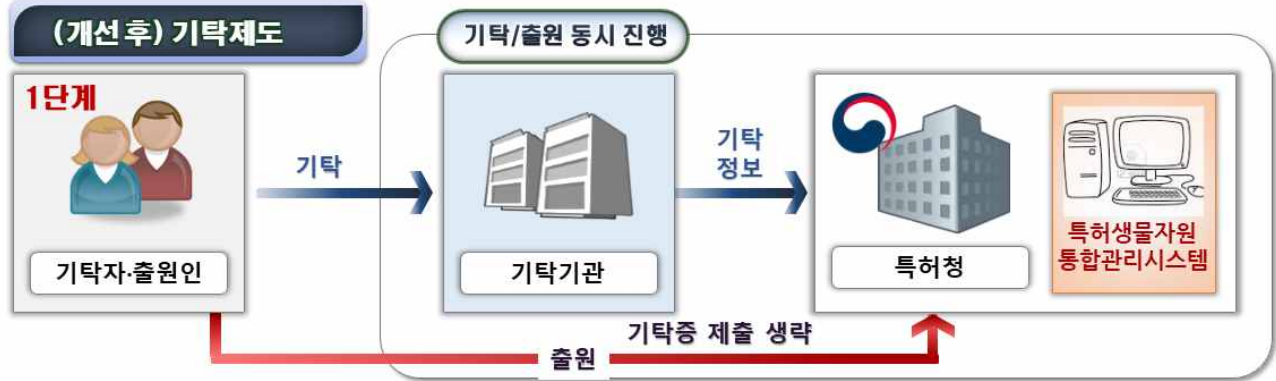 (개선 후) 기탁제도
기탁/출원 동시 진행
1단계
기탁자·출원인
기탁
기탁기관
기탁
정보
특허청
특허생물자원
통합관리시스템
기탁증 제출 생략
출원